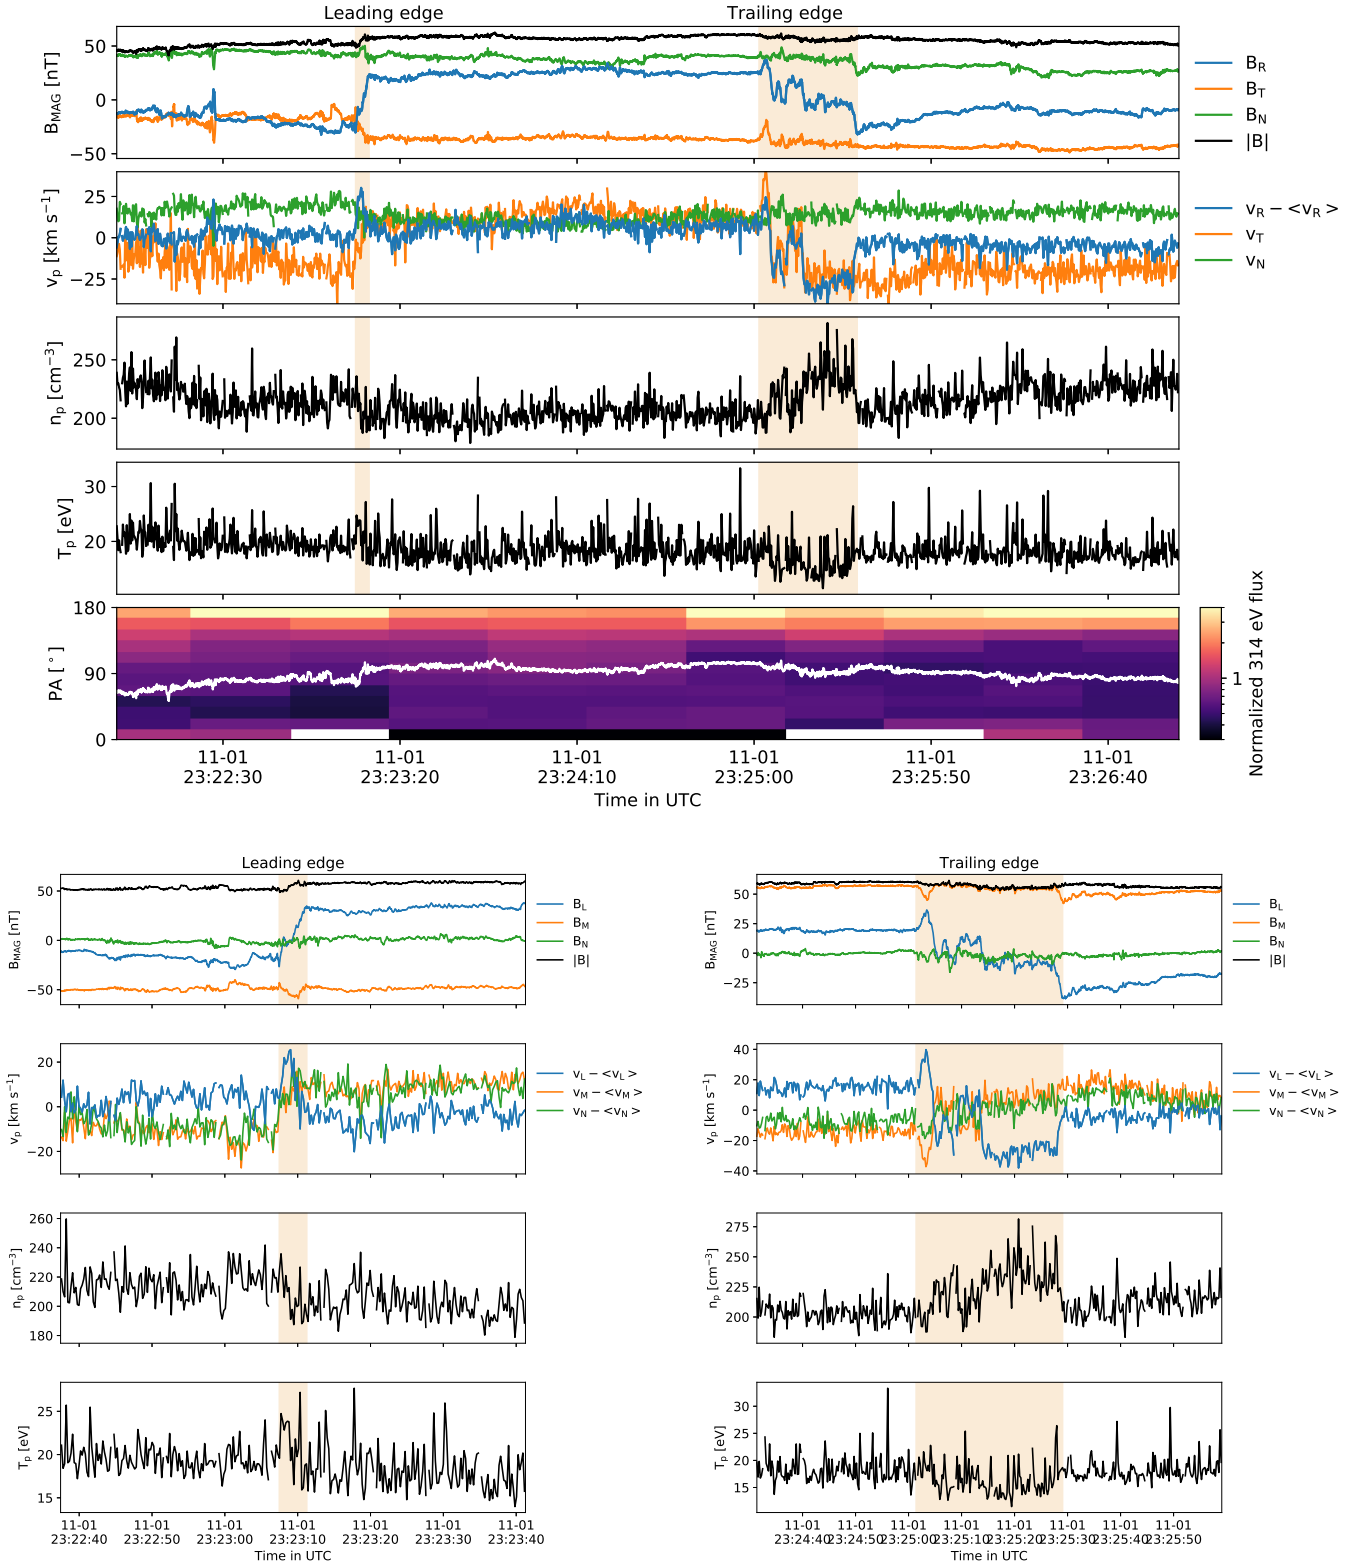 Leading edge
Trailing edge
50
0
−50
B_MAG [nT]
B_R
B_T
B_N
|B|
25
0
−25
v_p [km s⁻¹]
v_R − <v_R>
v_T
v_N
250
200
n_p [cm⁻³]
30
20
T_p [eV]
180
90
0
PA [ ° ]
1
Normalized 314 eV flux
11-01 23:22:30
11-01 23:23:20
11-01 23:24:10
11-01 23:25:00
11-01 23:25:50
11-01 23:26:40
Time in UTC
Leading edge
50
0
−50
B_MAG [nT]
B_L
B_M
B_N
|B|
20
0
−20
v_p [km s⁻¹]
v_L − <v_L>
v_M − <v_M>
v_N − <v_N>
260
240
220
200
180
n_p [cm⁻³]
25
20
15
T_p [eV]
11-01 23:22:40
11-01 23:22:50
11-01 23:23:00
11-01 23:23:10
11-01 23:23:20
11-01 23:23:30
11-01 23:23:40
Time in UTC
Trailing edge
50
25
0
−25
B_MAG [nT]
B_L
B_M
B_N
|B|
40
20
0
−20
−40
v_p [km s⁻¹]
v_L − <v_L>
v_M − <v_M>
v_N − <v_N>
275
250
225
200
n_p [cm⁻³]
30
25
20
15
T_p [eV]
11-01 23:24:40
11-01 23:24:50
11-01 23:25:00
11-01 23:25:10
11-01 23:25:20
11-01 23:25:30
11-01 23:25:40
11-01 23:25:50
Time in UTC